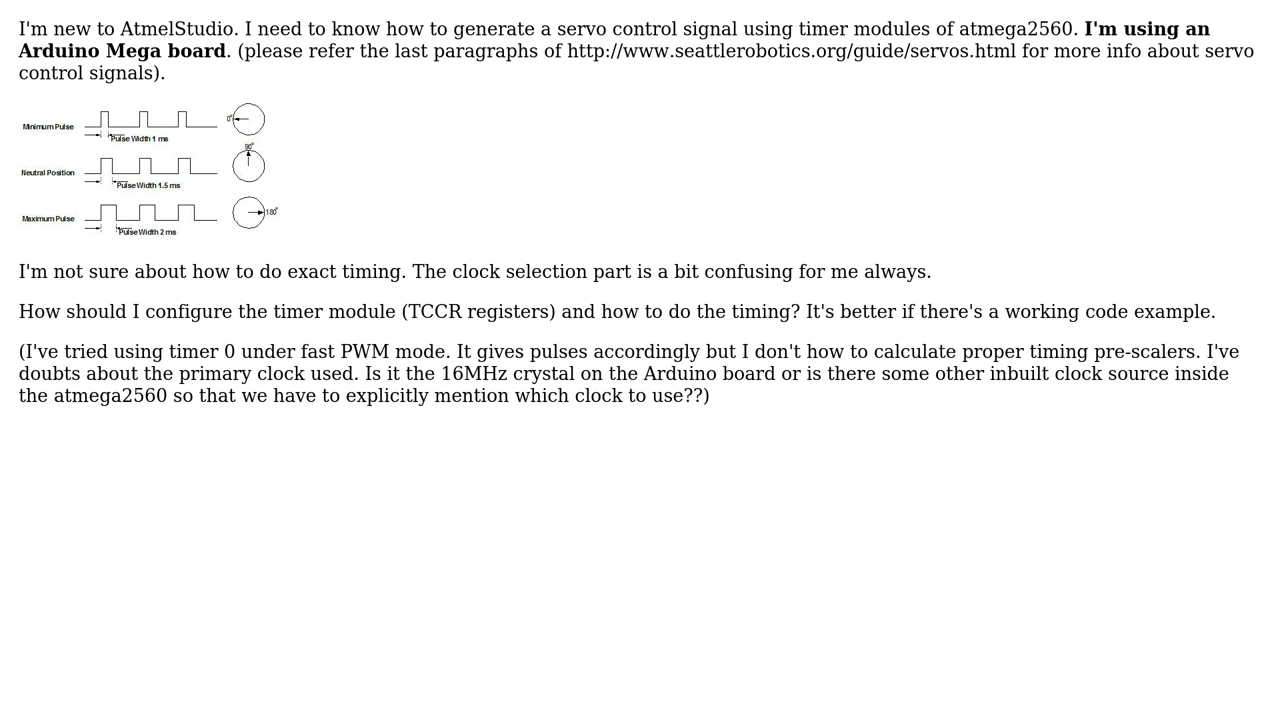 I'm new to AtmelStudio. I need to know how to generate a servo control signal using timer modules of atmega2560. I'm using an
Arduino Mega board. (please refer the last paragraphs of http://www.seattlerobotics.org/guide/servos.html for more info about servo
control signals).
Minimum Pulse
Pulse Width 1 ms
0°
Neutral Position
Pulse Width 1.5 ms
90°
Maximum Pulse
Pulse Width 2 ms
180°
I'm not sure about how to do exact timing. The clock selection part is a bit confusing for me always.
How should I configure the timer module (TCCR registers) and how to do the timing? It's better if there's a working code example.
(I've tried using timer 0 under fast PWM mode. It gives pulses accordingly but I don't how to calculate proper timing pre-scalers. I've
doubts about the primary clock used. Is it the 16MHz crystal on the Arduino board or is there some other inbuilt clock source inside
the atmega2560 so that we have to explicitly mention which clock to use??)